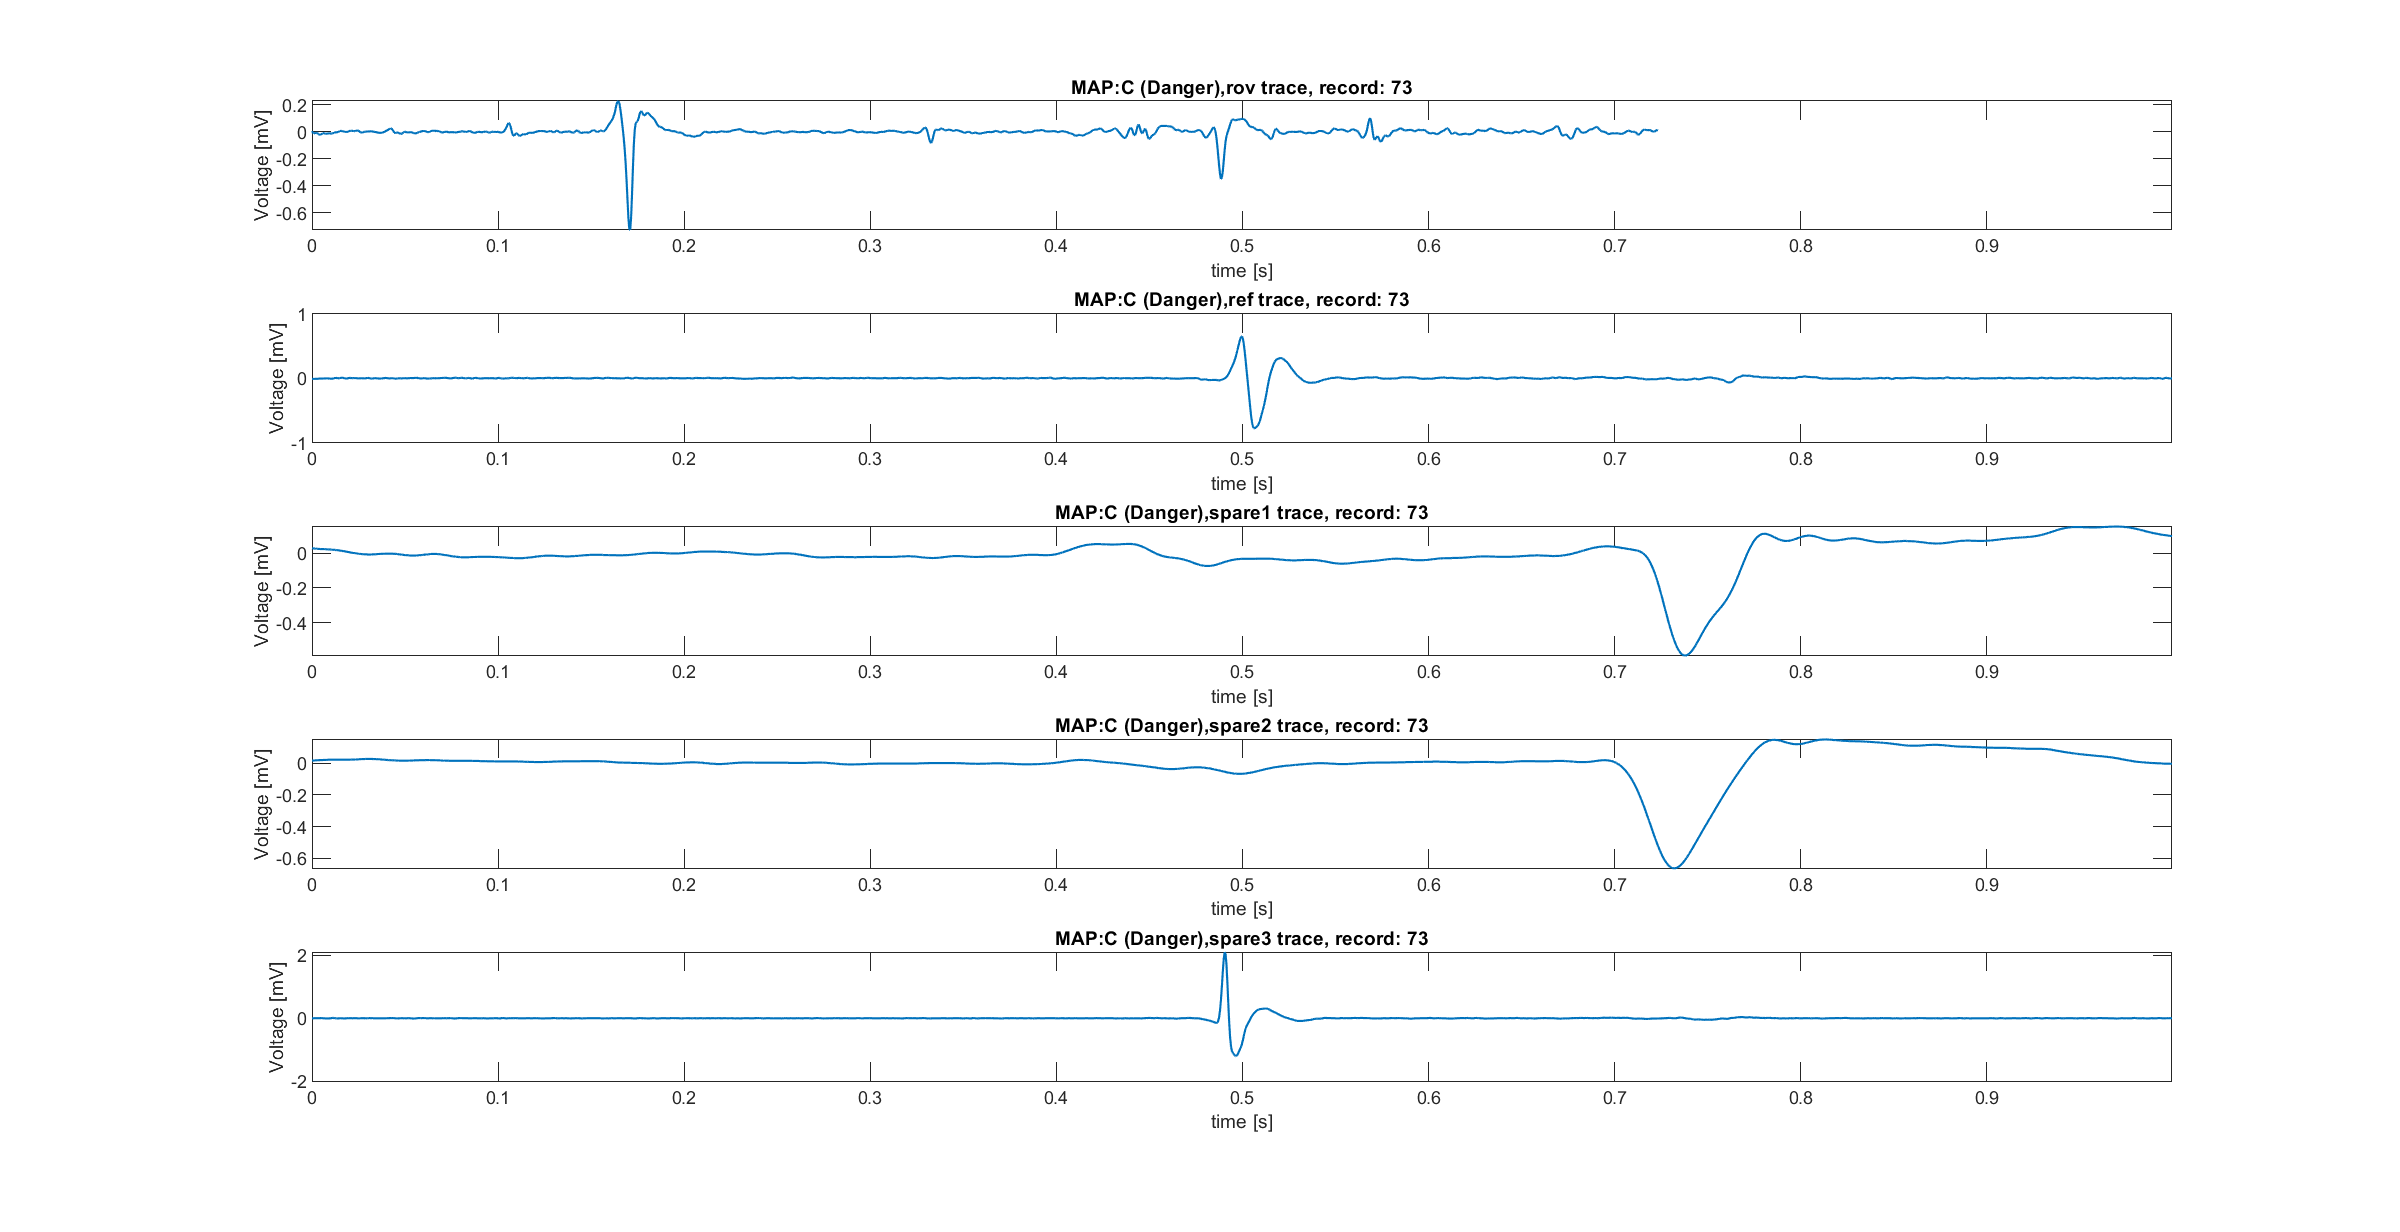 MAP:C (Danger),rov trace, record: 73
Voltage [mV]
0.2
0
-0.2
-0.4
-0.6
0 0.1 0.2 0.3 0.4 0.5 0.6 0.7 0.8 0.9
time [s]
MAP:C (Danger),ref trace, record: 73
Voltage [mV]
1
0
-1
0 0.1 0.2 0.3 0.4 0.5 0.6 0.7 0.8 0.9
time [s]
MAP:C (Danger),spare1 trace, record: 73
Voltage [mV]
0
-0.2
-0.4
0 0.1 0.2 0.3 0.4 0.5 0.6 0.7 0.8 0.9
time [s]
MAP:C (Danger),spare2 trace, record: 73
Voltage [mV]
0
-0.2
-0.4
-0.6
0 0.1 0.2 0.3 0.4 0.5 0.6 0.7 0.8 0.9
time [s]
MAP:C (Danger),spare3 trace, record: 73
Voltage [mV]
2
0
-2
0 0.1 0.2 0.3 0.4 0.5 0.6 0.7 0.8 0.9
time [s]